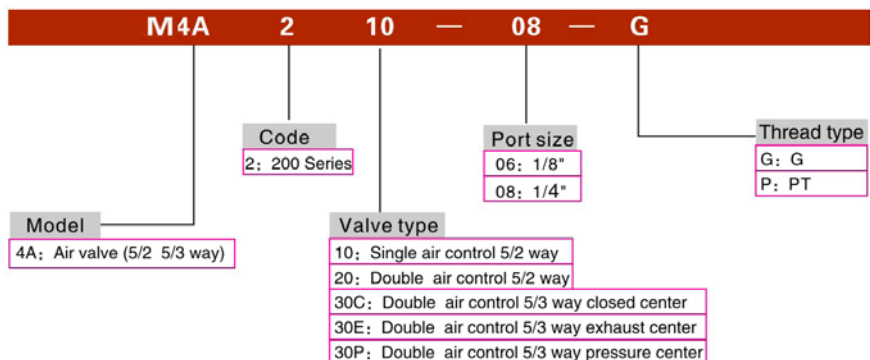 M4A 2 10 — 08 — G
Code
2: 200 Series
Port size
06: 1/8"
08: 1/4"
Thread type
G: G
P: PT
Model
4A: Air valve (5/2 5/3 way)
Valve type
10: Single air control 5/2 way
20: Double air control 5/2 way
30C: Double air control 5/3 way closed center
30E: Double air control 5/3 way exhaust center
30P: Double air control 5/3 way pressure center